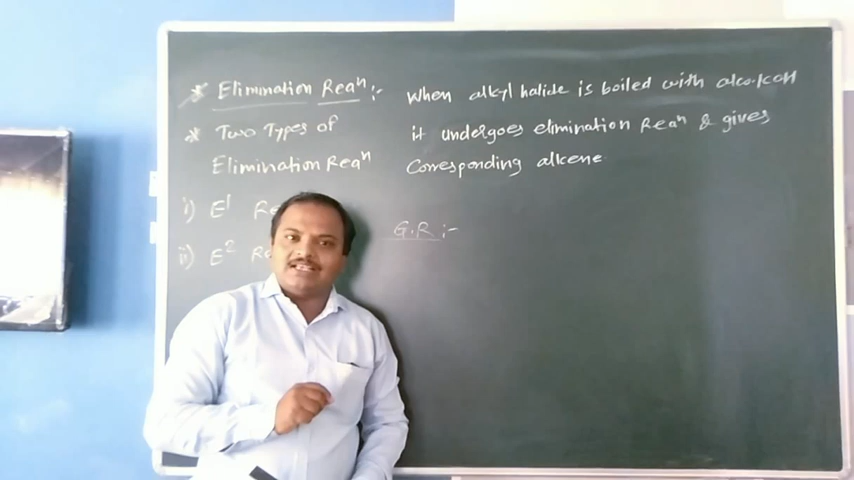 * Elimination Reaⁿ :-
* Two Types of
Elimination Reaⁿ
i) E¹
ii) E²
When alkyl halide is boiled with alco. KOH
it undergoes elimination Reaⁿ & gives
Corresponding alkene.
G.R :-